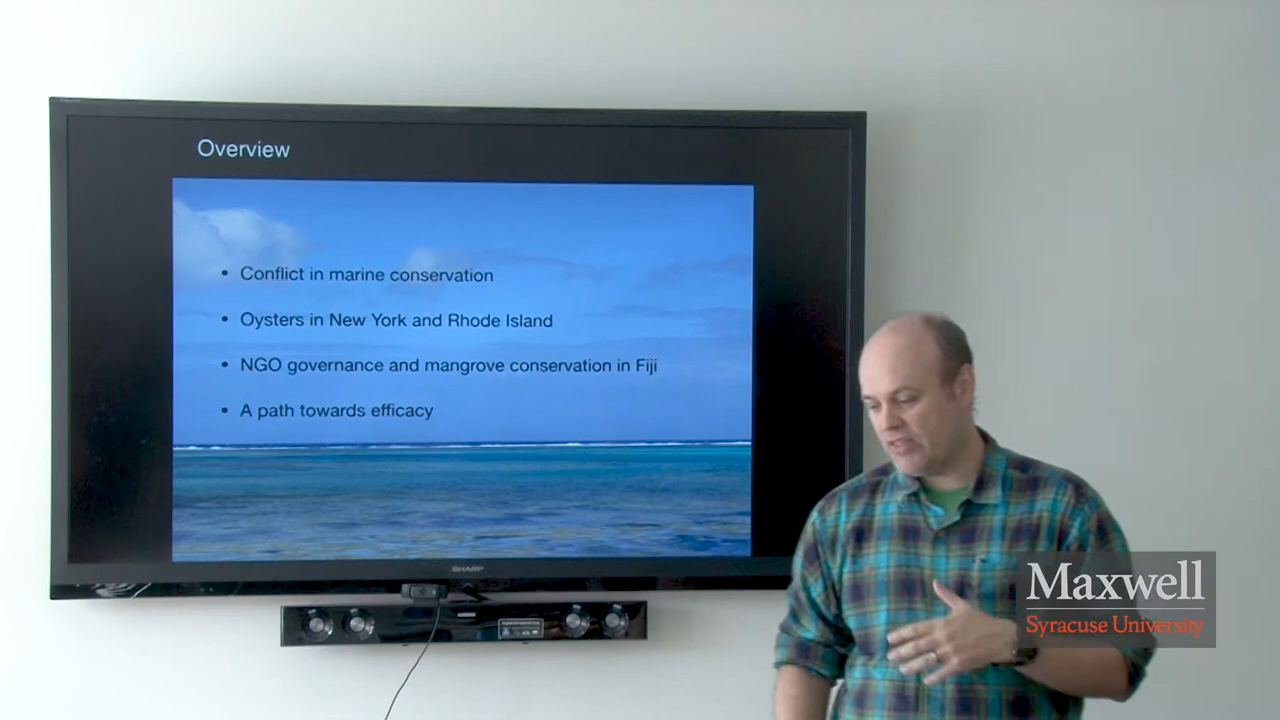 Overview
• Conflict in marine conservation
• Oysters in New York and Rhode Island
• NGO governance and mangrove conservation in Fiji
• A path towards efficacy
SHARP
Maxwell
Syracuse University